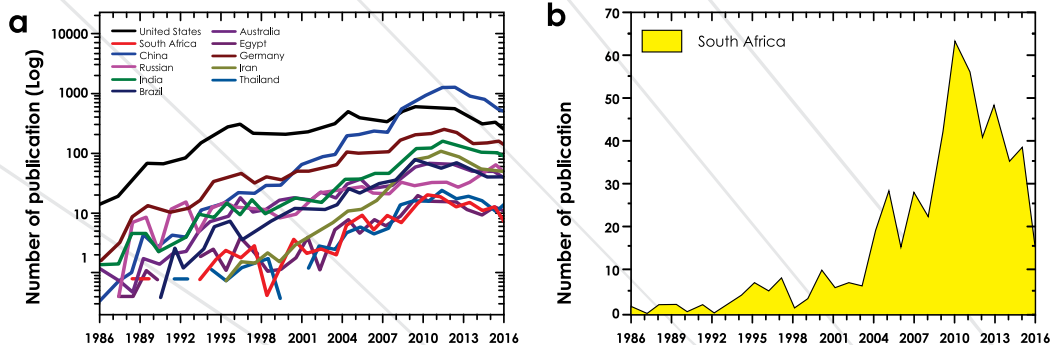 a
Number of publication (Log)
10000
1000
100
10
1
United States
South Africa
China
Russian
India
Brazil
Australia
Egypt
Germany
Iran
Thailand
1986 1989 1992 1995 1998 2001 2004 2007 2010 2013 2016
b
Number of publication
70
60
50
40
30
20
10
0
South Africa
1986 1989 1992 1995 1998 2001 2004 2007 2010 2013 2016